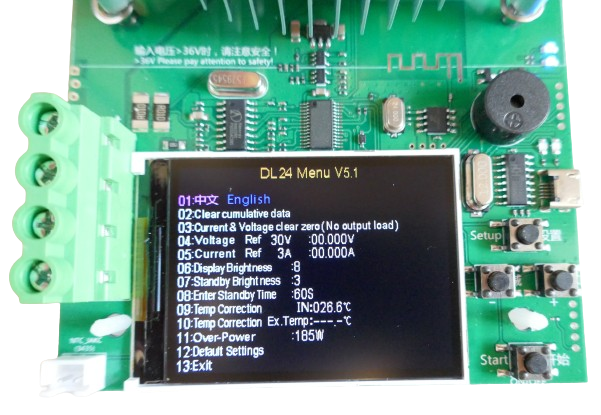 输入电压>36V时，请注意安全！
>36V Please pay attention to safety!
DL24 Menu V5.1
01:中文 English
02:Clear cumulative data
03:Current & Voltage clear zero(No output load)
04:Voltage Ref 30V :00.000V
05:Current Ref 3A :00.000A
06:Display Brightness :8
07:Standby Brightness :3
08:Enter Standby Time :60S
09:Temp Correction IN:026.6℃
10:Temp Correction Ex.Temp:---.-℃
11:Over-Power :185W
12:Default Settings
13:Exit
Setup 设置
+
Start 开始